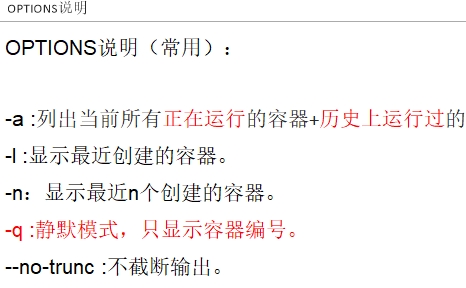 OPTIONS说明
OPTIONS说明（常用）：
-a :列出当前所有正在运行的容器+历史上运行过的
-l :显示最近创建的容器。
-n：显示最近n个创建的容器。
-q :静默模式，只显示容器编号。
--no-trunc :不截断输出。